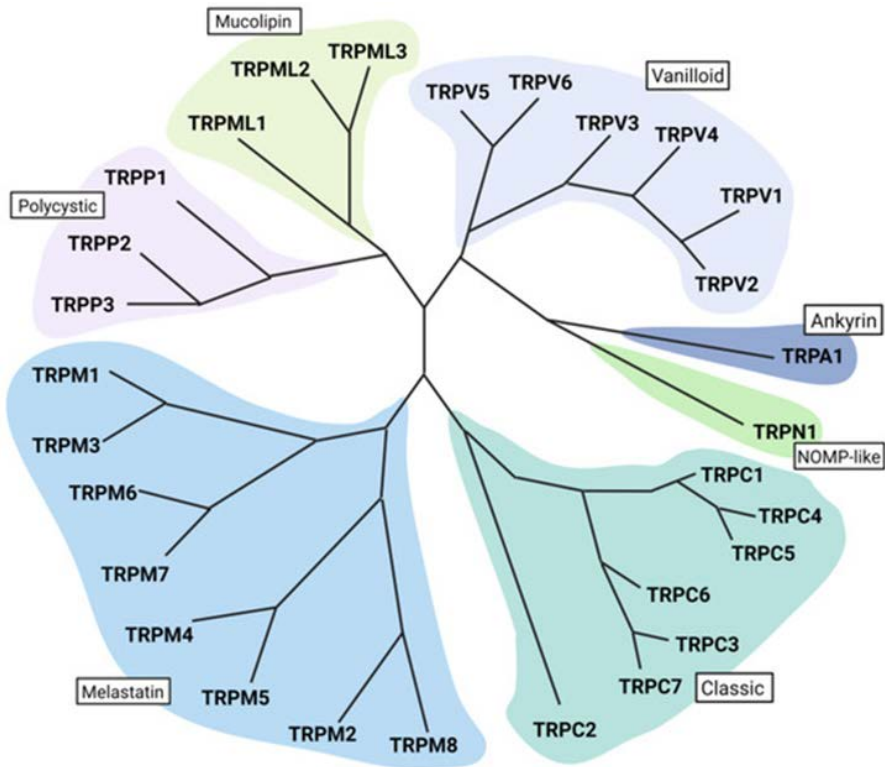 Mucolipin
TRPML3
TRPML2
TRPML1
Vanilloid
TRPV5
TRPV6
TRPV3
TRPV4
TRPV1
TRPV2
Polycystic
TRPP1
TRPP2
TRPP3
Ankyrin
TRPA1
TRPN1
NOMP-like
TRPM1
TRPM3
TRPM6
TRPM7
TRPM4
TRPM5
TRPM2
TRPM8
Melastatin
TRPC1
TRPC4
TRPC5
TRPC6
TRPC3
TRPC7
Classic
TRPC2